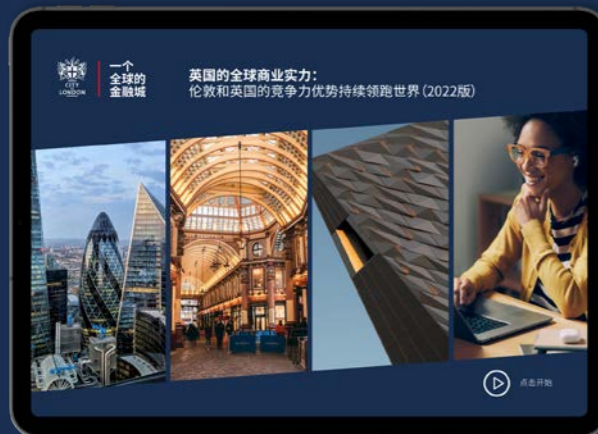 CITY
OF
LONDON
一个
全球的
金融城
英国的全球商业实力：
伦敦和英国的竞争力优势持续领跑世界（2022版）
点击开始